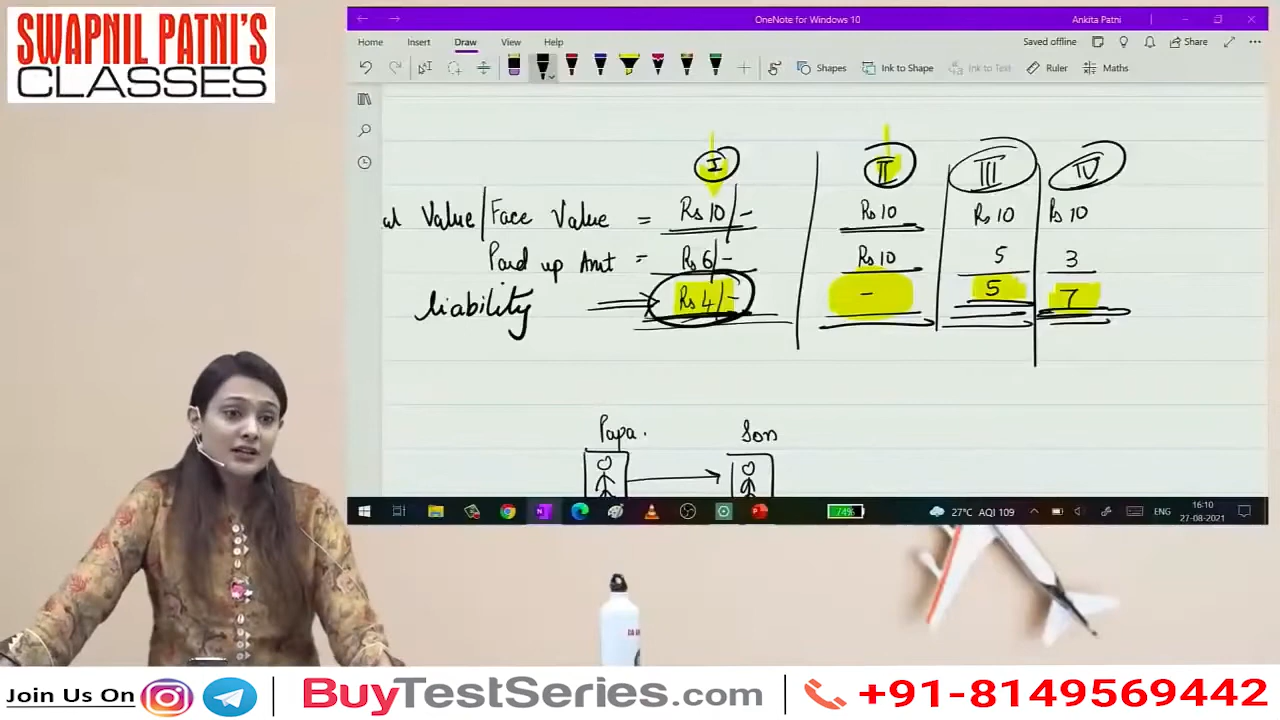 SWAPNIL PATNI'S
CLASSES
OneNote for Windows 10
Ankita Patni
Home Insert Draw View Help
Saved offline
Share
Shapes
Ink to Shape
Ink to Text
Ruler
Maths
I II III IV
al Value/Face Value = Rs 10/- Rs 10 Rs 10 Rs 10
Paid up Amt = Rs 6/- Rs 10 5 3
liability Rs 4/- - 5 7
Papa. Son
74%
27°C AQI 109
ENG
16:10
27-08-2021
Join Us On
BuyTestSeries.com
+91-8149569442